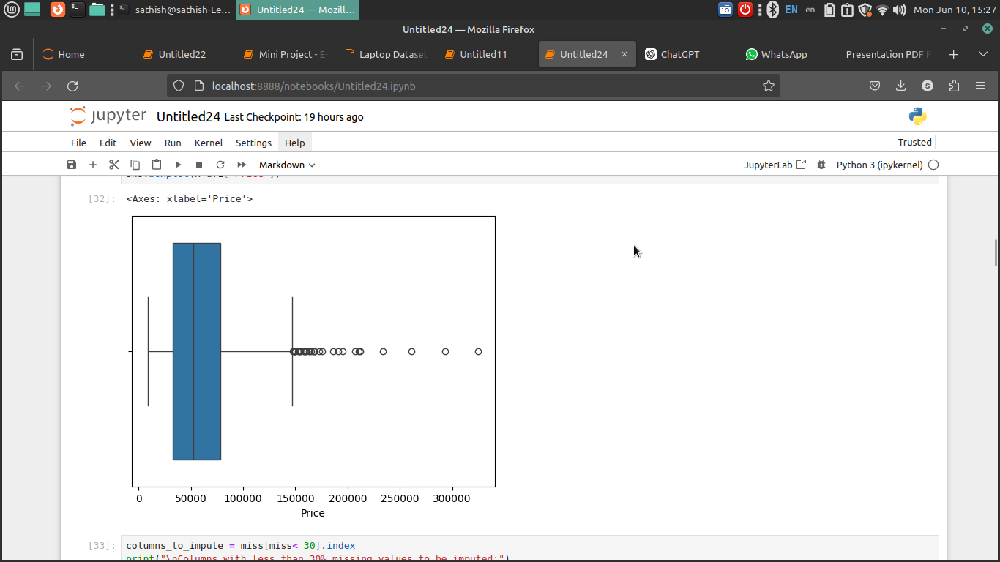 sathish@sathish-Le... Untitled24 — Mozill... EN en Mon Jun 10, 15:27
Untitled24 — Mozilla Firefox
Home Untitled22 Mini Project - E Laptop Dataset Untitled11 Untitled24 ChatGPT WhatsApp Presentation PDF R
localhost:8888/notebooks/Untitled24.ipynb S
jupyter Untitled24 Last Checkpoint: 19 hours ago
File Edit View Run Kernel Settings Help Trusted
Markdown JupyterLab Python 3 (ipykernel)
[32]: <Axes: xlabel='Price'>
0 50000 100000 150000 200000 250000 300000
Price
[33]: columns_to_impute = miss[miss< 30].index
print("\nColumns with less than 30% missing values to be imputed:")